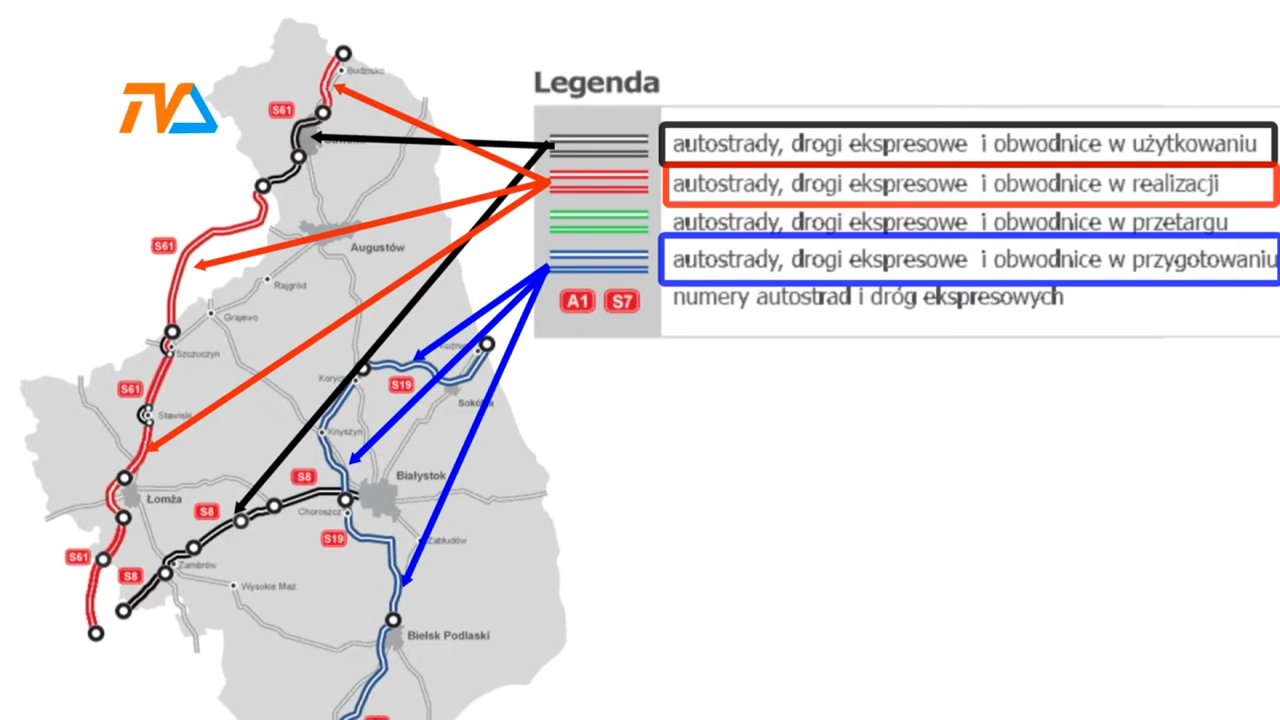 TVA
Legenda
autostrady, drogi ekspresowe i obwodnice w użytkowaniu
autostrady, drogi ekspresowe i obwodnice w realizacji
autostrady, drogi ekspresowe i obwodnice w przetargu
autostrady, drogi ekspresowe i obwodnice w przygotowaniu
A1 S7 numery autostrad i dróg ekspresowych
Budzisko
S61
S61
Augustów
Rajgród
Grajewo
Szczuczyn
S61
S19
Stawiski
Knyszyn
S8
Białystok
Łomża
S8
Choroszcz
S19
Zabłudów
S61
S8
Zambrów
Wysokie Maz
Bielsk Podlaski